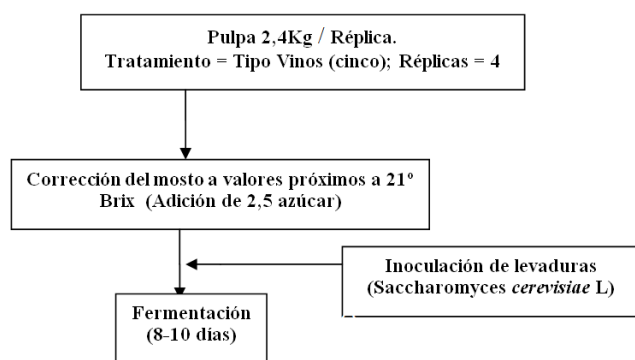 Pulpa 2,4Kg / Réplica.
Tratamiento = Tipo Vinos (cinco); Réplicas = 4
Corrección del mosto a valores próximos a 21º
Brix (Adición de 2,5 azúcar)
Inoculación de levaduras
(Saccharomyces cerevisiae L)
Fermentación
(8-10 días)